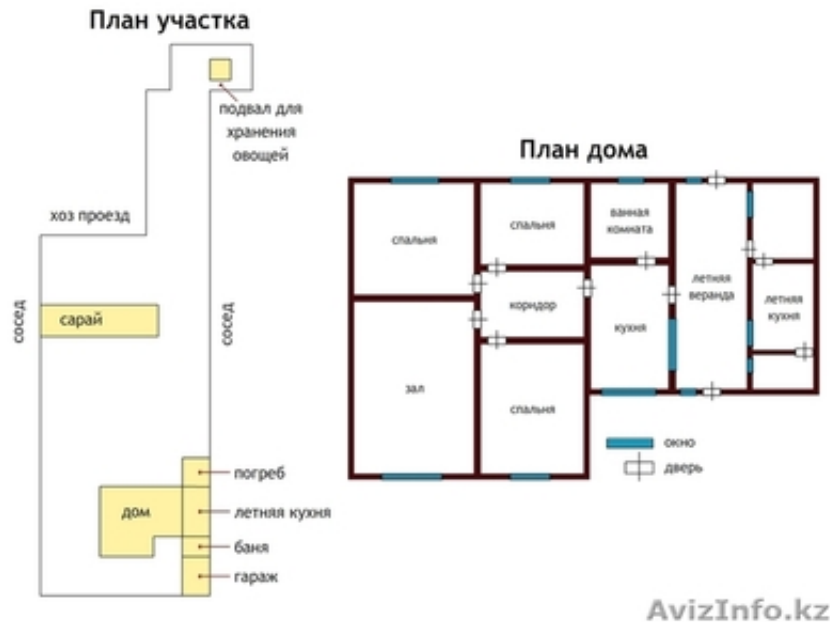 План участка
подвал для
хранения
овощей
хоз проезд
сосед
сарай
сосед
погреб
дом
летняя кухня
баня
гараж
План дома
спальня
спальня
ванная
комната
летняя
веранда
коридор
летняя
кухня
кухня
зал
спальня
окно
дверь
AvizInfo.kz